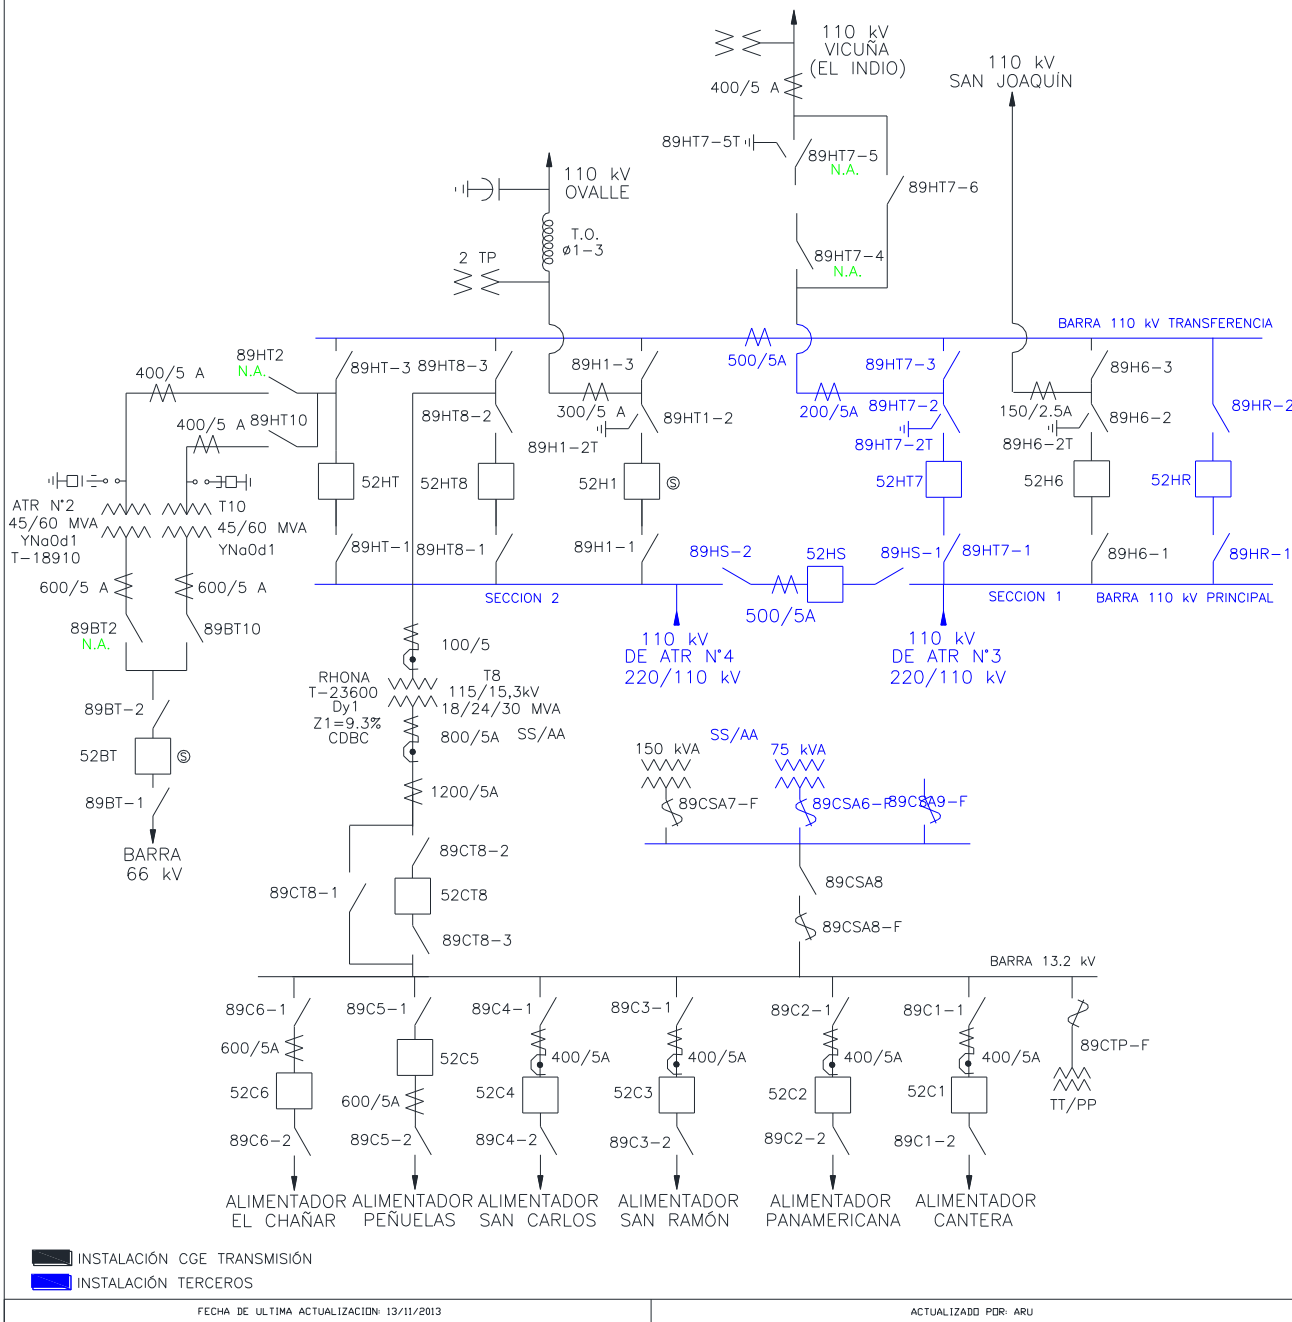 110 kV
VICUÑA
(EL INDIO)
110 kV
SAN JOAQUÍN
400/5 A
89HT7-5T
89HT7-5
N.A.
89HT7-6
110 kV
OVALLE
T.O.
ø1-3
2 TP
89HT7-4
N.A.
BARRA 110 kV TRANSFERENCIA
89HT2
N.A.
400/5 A
89HT-3
89HT8-3
89H1-3
500/5A
89HT7-3
89H6-3
400/5 A
89HT10
89HT8-2
300/5 A
89HT1-2
89H1-2T
200/5A
89HT7-2
89HT7-2T
150/2.5A
89H6-2
89H6-2T
89HR-2
52HT
52HT8
52H1
S
52HT7
52H6
52HR
ATR N°2
45/60 MVA
YNa0d1
T-18910
T10
45/60 MVA
YNa0d1
89HT-1
89HT8-1
89H1-1
89HS-2
52HS
89HS-1
89HT7-1
89H6-1
89HR-1
600/5 A
600/5 A
SECCION 2
500/5A
SECCION 1
BARRA 110 kV PRINCIPAL
89BT2
N.A.
89BT10
110 kV
DE ATR N°4
220/110 kV
110 kV
DE ATR N°3
220/110 kV
100/5
RHONA
T-23600
Dy1
Z1=9.3%
CDBC
T8
115/15,3kV
18/24/30 MVA
800/5A
SS/AA
SS/AA
150 kVA
75 kVA
89BT-2
52BT
S
89BT-1
1200/5A
89CSA7-F
89CSA6-F
89CSA9-F
BARRA
66 kV
89CT8-2
89CT8-1
52CT8
89CT8-3
89CSA8
89CSA8-F
BARRA 13.2 kV
89C6-1
89C5-1
89C4-1
89C3-1
89C2-1
89C1-1
600/5A
52C5
400/5A
400/5A
400/5A
400/5A
89CTP-F
52C6
600/5A
52C4
52C3
52C2
52C1
TT/PP
89C6-2
89C5-2
89C4-2
89C3-2
89C2-2
89C1-2
ALIMENTADOR
EL CHAÑAR
ALIMENTADOR
PEÑUELAS
ALIMENTADOR
SAN CARLOS
ALIMENTADOR
SAN RAMÓN
ALIMENTADOR
PANAMERICANA
ALIMENTADOR
CANTERA
INSTALACIÓN CGE TRANSMISIÓN
INSTALACIÓN TERCEROS
FECHA DE ULTIMA ACTUALIZACION: 13/11/2013
ACTUALIZADO POR: ARU